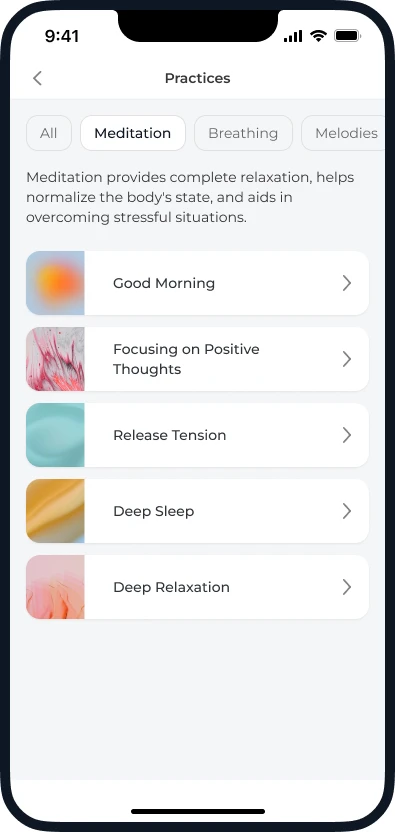 9:41
Practices
All Meditation Breathing Melodies
Meditation provides complete relaxation, helps
normalize the body's state, and aids in
overcoming stressful situations.
Good Morning
Focusing on Positive
Thoughts
Release Tension
Deep Sleep
Deep Relaxation